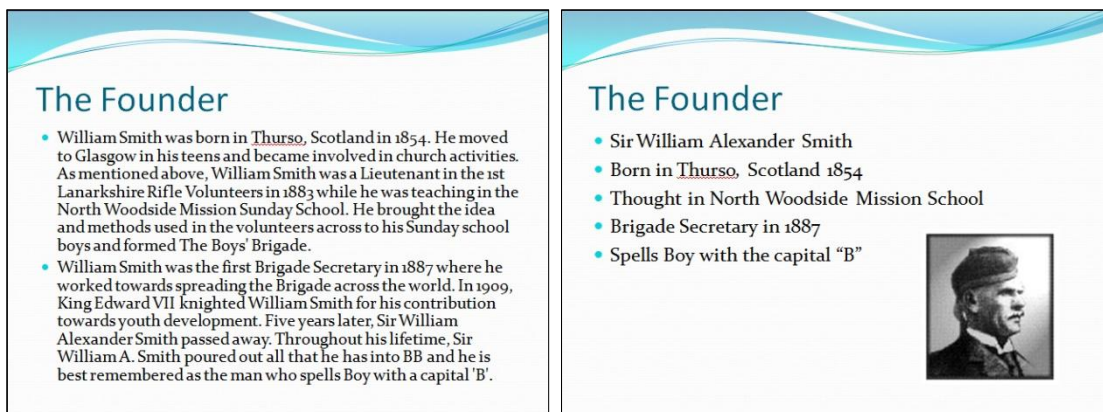 The Founder
William Smith was born in Thurso, Scotland in 1854. He moved
to Glasgow in his teens and became involved in church activities.
As mentioned above, William Smith was a Lieutenant in the 1st
Lanarkshire Rifle Volunteers in 1883 while he was teaching in the
North Woodside Mission Sunday School. He brought the idea
and methods used in the volunteers across to his Sunday school
boys and formed The Boys' Brigade.
William Smith was the first Brigade Secretary in 1887 where he
worked towards spreading the Brigade across the world. In 1909,
King Edward VII knighted William Smith for his contribution
towards youth development. Five years later, Sir William
Alexander Smith passed away. Throughout his lifetime, Sir
William A. Smith poured out all that he has into BB and he is
best remembered as the man who spells Boy with a capital 'B'.
The Founder
Sir William Alexander Smith
Born in Thurso, Scotland 1854
Thought in North Woodside Mission School
Brigade Secretary in 1887
Spells Boy with the capital “B”